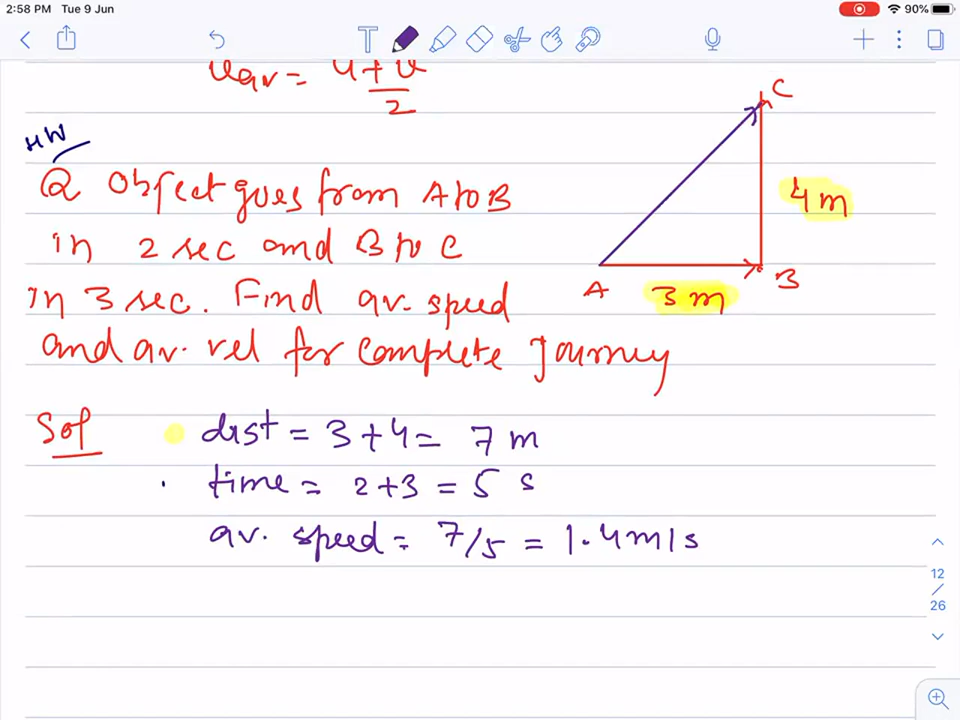 2:58 PM Tue 9 Jun
90%
T
Uav = u+v
2
HW
Q Object goes from A to B
in 2 sec and B to C
in 3 sec. Find av. speed
and av. vel for complete Journey
C
4 m
A
3 m
B
Sol
dist = 3+4 = 7 m
time = 2+3 = 5 s
av. speed = 7/5 = 1.4 m/s
12
/
26